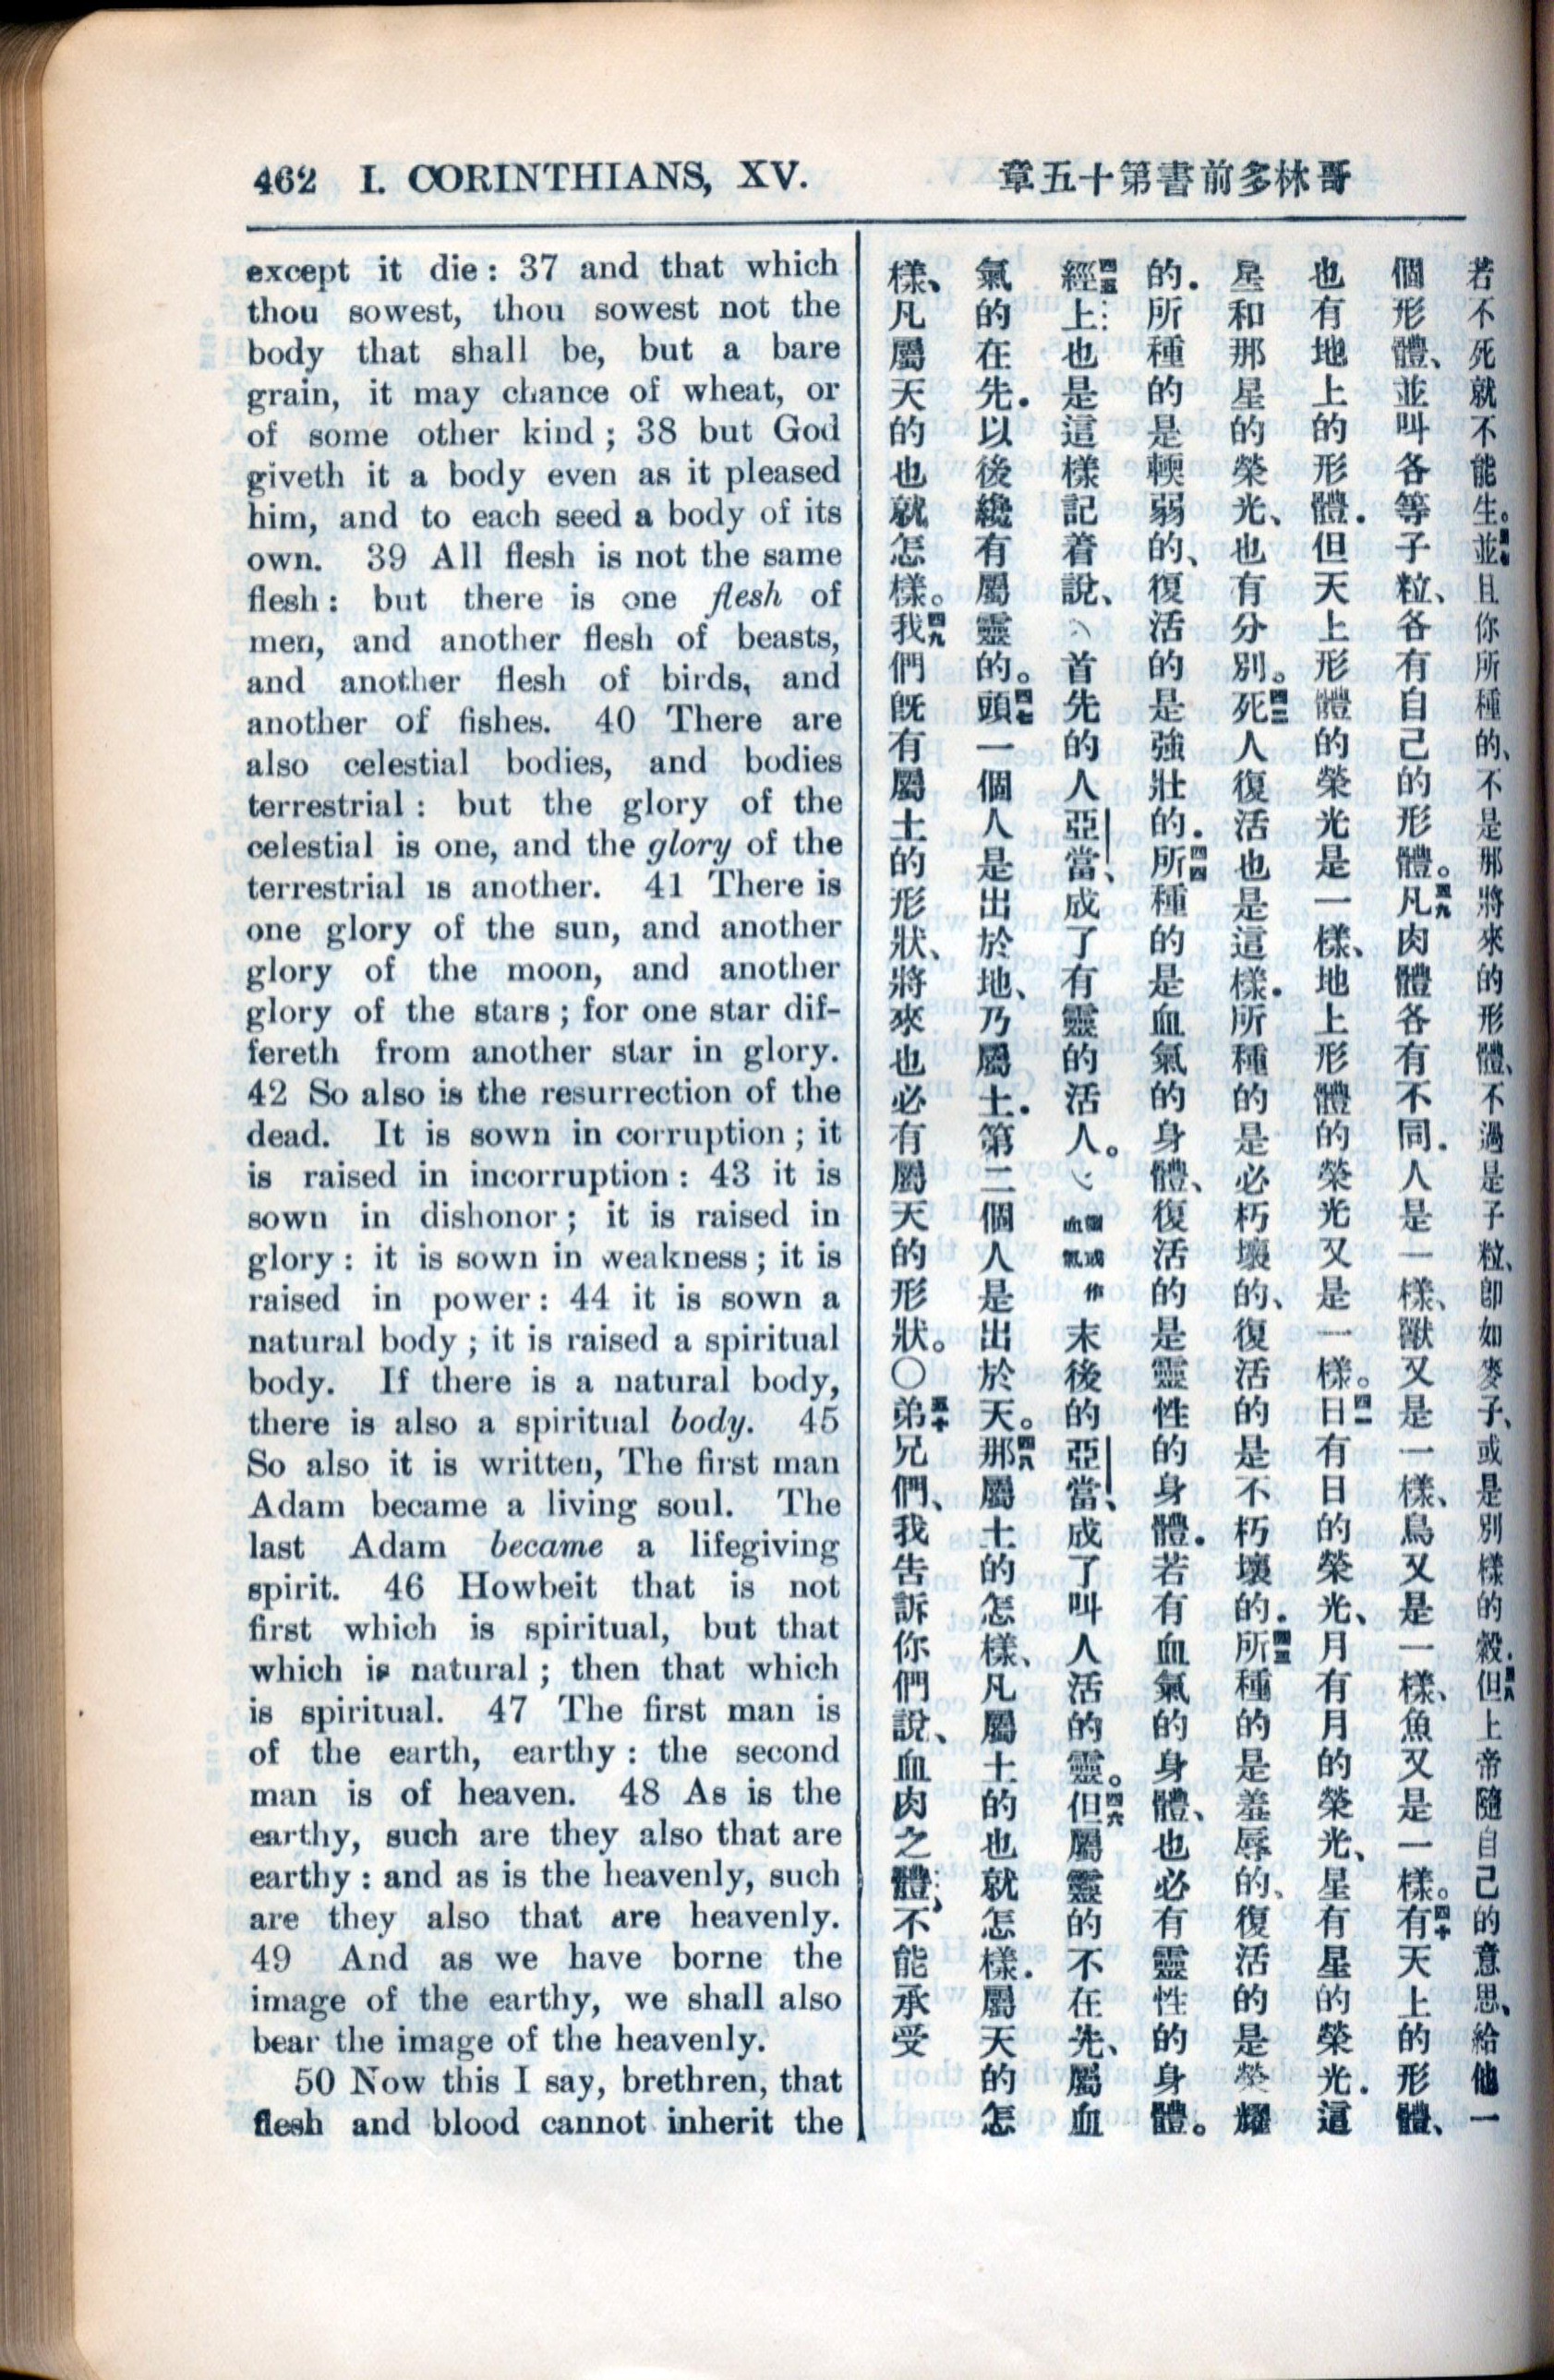 462 I. CORINTHIANS, XV.
哥林多前書第十五章
except it die: 37 and that which
thou sowest, thou sowest not the
body that shall be, but a bare
grain, it may chance of wheat, or
of some other kind; 38 but God
giveth it a body even as it pleased
him, and to each seed a body of its
own. 39 All flesh is not the same
flesh: but there is one flesh of
men, and another flesh of beasts,
and another flesh of birds, and
another of fishes. 40 There are
also celestial bodies, and bodies
terrestrial: but the glory of the
celestial is one, and the glory of the
terrestrial is another. 41 There is
one glory of the sun, and another
glory of the moon, and another
glory of the stars; for one star dif-
fereth from another star in glory.
42 So also is the resurrection of the
dead. It is sown in corruption; it
is raised in incorruption: 43 it is
sown in dishonor; it is raised in
glory: it is sown in weakness; it is
raised in power: 44 it is sown a
natural body; it is raised a spiritual
body. If there is a natural body,
there is also a spiritual body. 45
So also it is written, The first man
Adam became a living soul. The
last Adam became a lifegiving
spirit. 46 Howbeit that is not
first which is spiritual, but that
which is natural; then that which
is spiritual. 47 The first man is
of the earth, earthy: the second
man is of heaven. 48 As is the
earthy, such are they also that are
earthy: and as is the heavenly, such
are they also that are heavenly.
49 And as we have borne the
image of the earthy, we shall also
bear the image of the heavenly.
50 Now this I say, brethren, that
flesh and blood cannot inherit the
若不死就不能生。三七並且你所種的、不是那將來的形體、不過是子粒、卽如麥子、或是別樣的穀．三八但上帝隨自己的意思、給他一
個形體、並叫各等子粒、各有自己的形體。三九凡肉體各有不同．人是一樣、獸又是一樣、鳥又是一樣、魚又是一樣。四十有天上的形體、
也有地上的形體．但天上形體的榮光是一樣、地上形體的榮光又是一樣。四一日有日的榮光、月有月的榮光、星有星的榮光．這
星和那星的榮光、也有分別。四二死人復活也是這樣．所種的是必朽壞的、復活的是不朽壞的．四三所種的是羞辱的、復活的是榮耀
的．所種的是輭弱的、復活的是強壯的．四四所種的是血氣的身體、復活的是靈性的身體．若有血氣的身體、也必有靈性的身體。
四五經上也是這樣記着說、首先的人亞當、成了有靈的活人。靈或作血氣末後的亞當、成了叫人活的靈。四六但屬靈的不在先、屬血
氣的在先．以後纔有屬靈的。四七頭一個人是出於地、乃屬土．第二個人是出於天。四八那屬土的怎樣、凡屬土的也就怎樣．屬天的怎
樣、凡屬天的也就怎樣。四九我們旣有屬土的形狀、將來也必有屬天的形狀。○五十弟兄們、我告訴你們說、血肉之體、不能承受